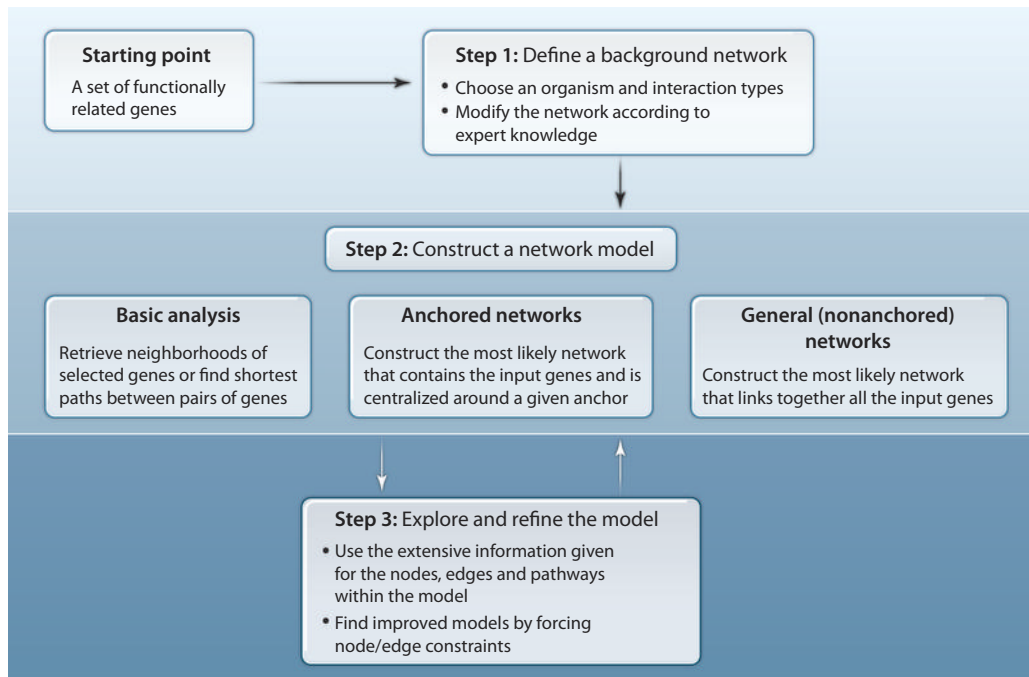 Starting point
A set of functionally
related genes
Step 1: Define a background network
• Choose an organism and interaction types
• Modify the network according to
expert knowledge
Step 2: Construct a network model
Basic analysis
Retrieve neighborhoods of
selected genes or find shortest
paths between pairs of genes
Anchored networks
Construct the most likely network
that contains the input genes and is
centralized around a given anchor
General (nonanchored)
networks
Construct the most likely network
that links together all the input genes
Step 3: Explore and refine the model
• Use the extensive information given
for the nodes, edges and pathways
within the model
• Find improved models by forcing
node/edge constraints